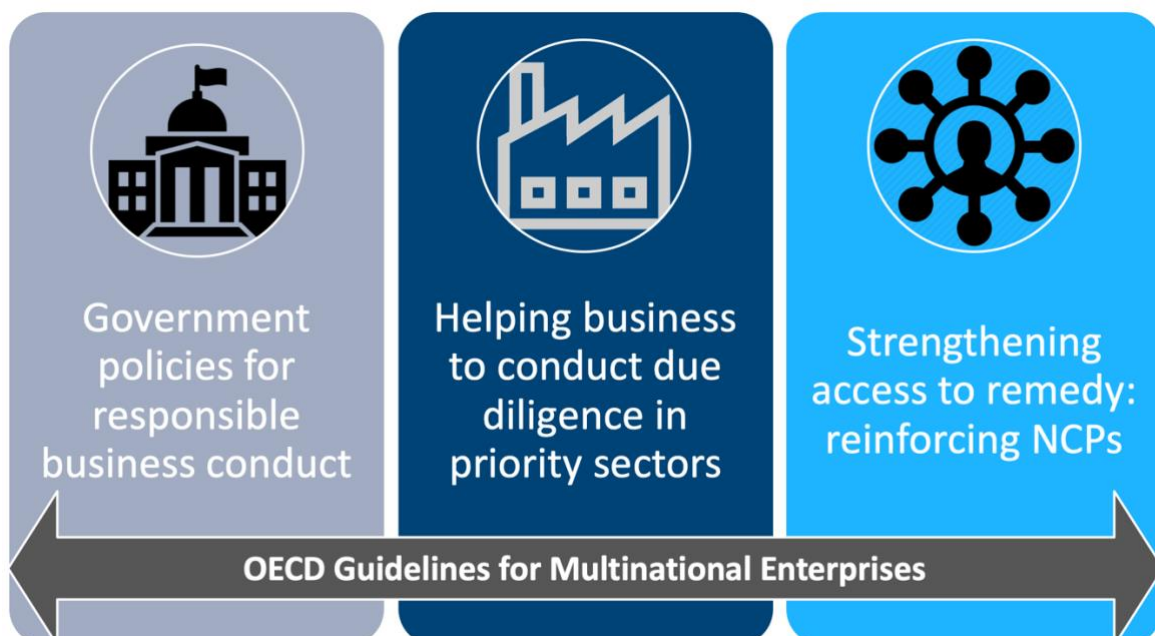 Government
policies for
responsible
business conduct
Helping business
to conduct due
diligence in
priority sectors
Strengthening
access to remedy:
reinforcing NCPs
OECD Guidelines for Multinational Enterprises